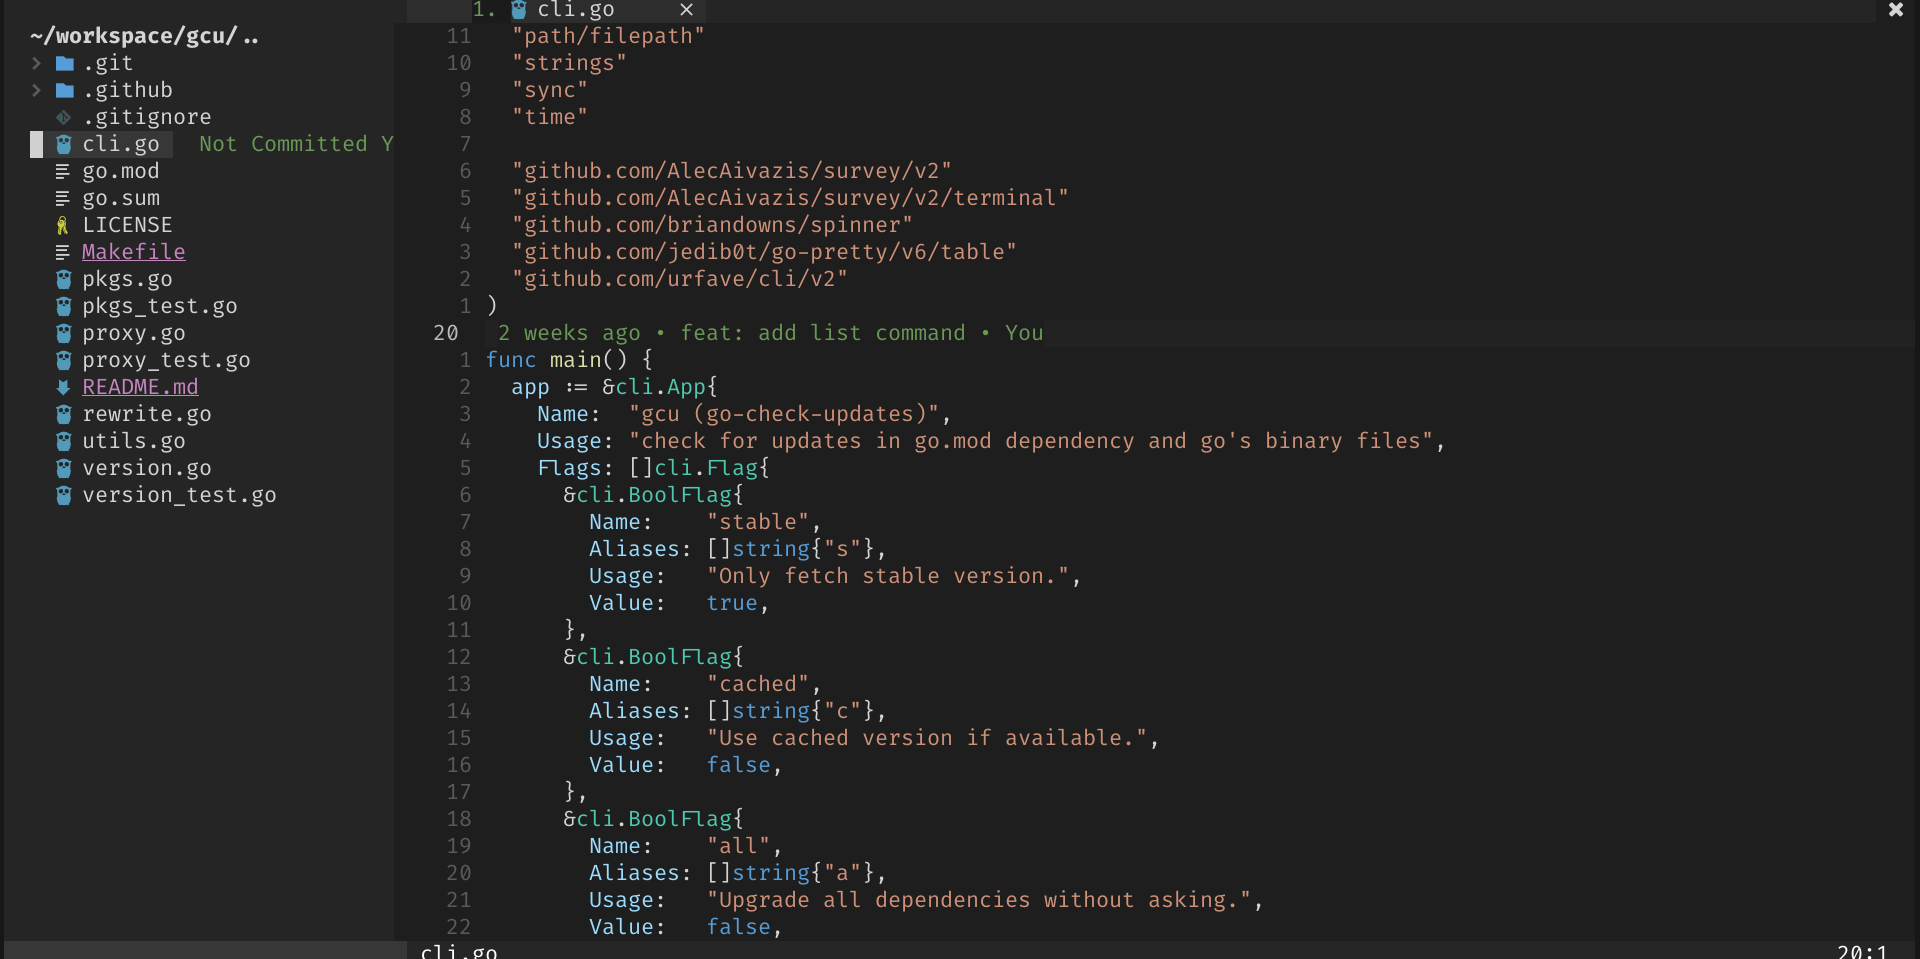 ~/workspace/gcu/..
.git
.github
.gitignore
cli.go Not Committed Y
go.mod
go.sum
LICENSE
Makefile
pkgs.go
pkgs_test.go
proxy.go
proxy_test.go
README.md
rewrite.go
utils.go
version.go
version_test.go
1. cli.go ×
11 "path/filepath"
10 "strings"
9 "sync"
8 "time"
7
6 "github.com/AlecAivazis/survey/v2"
5 "github.com/AlecAivazis/survey/v2/terminal"
4 "github.com/briandowns/spinner"
3 "github.com/jedib0t/go-pretty/v6/table"
2 "github.com/urfave/cli/v2"
1 )
20 2 weeks ago • feat: add list command • You
1 func main() {
2 app := &cli.App{
3 Name: "gcu (go-check-updates)",
4 Usage: "check for updates in go.mod dependency and go's binary files",
5 Flags: []cli.Flag{
6 &cli.BoolFlag{
7 Name: "stable",
8 Aliases: []string{"s"},
9 Usage: "Only fetch stable version.",
10 Value: true,
11 },
12 &cli.BoolFlag{
13 Name: "cached",
14 Aliases: []string{"c"},
15 Usage: "Use cached version if available.",
16 Value: false,
17 },
18 &cli.BoolFlag{
19 Name: "all",
20 Aliases: []string{"a"},
21 Usage: "Upgrade all dependencies without asking.",
22 Value: false,
cli.go 20:1